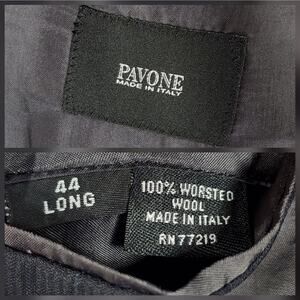 PAVONE
MADE IN ITALY
44
LONG
100% WORSTED
WOOL
MADE IN ITALY
RN77219